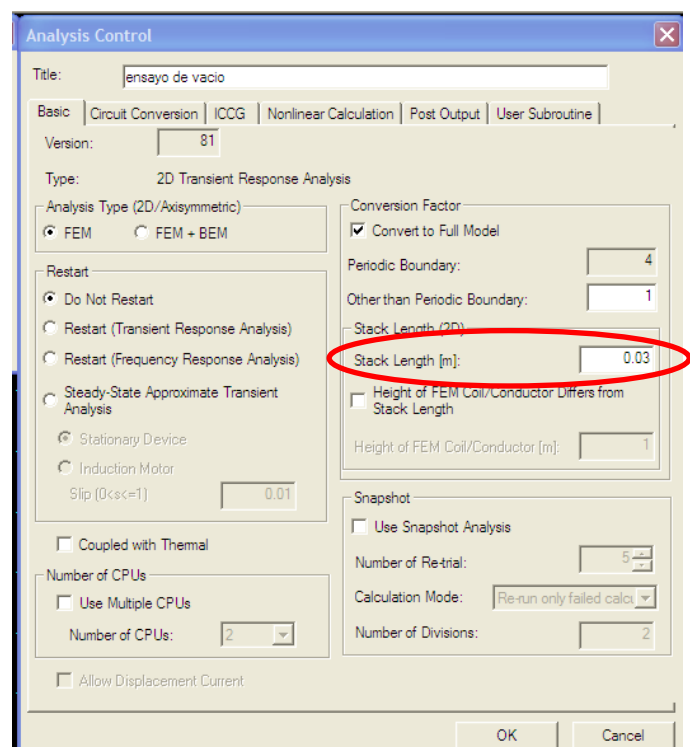 Analysis Control
Title: ensayo de vacio
Basic Circuit Conversion ICCG Nonlinear Calculation Post Output User Subroutine
Version: 81
Type: 2D Transient Response Analysis
Analysis Type (2D/Axisymmetric)
FEM FEM + BEM
Restart
Do Not Restart
Restart (Transient Response Analysis)
Restart (Frequency Response Analysis)
Steady-State Approximate Transient
Analysis
Stationary Device
Induction Motor
Slip (0<s<=1) 0.01
Coupled with Thermal
Number of CPUs
Use Multiple CPUs
Number of CPUs: 2
Allow Displacement Current
Conversion Factor
Convert to Full Model
Periodic Boundary: 4
Other than Periodic Boundary: 1
Stack Length (2D)
Stack Length [m]: 0.03
Height of FEM Coil/Conductor Differs from
Stack Length
Height of FEM Coil/Conductor [m]: 1
Snapshot
Use Snapshot Analysis
Number of Re-trial: 5
Calculation Mode: Re-run only failed calcu
Number of Divisions: 2
OK Cancel